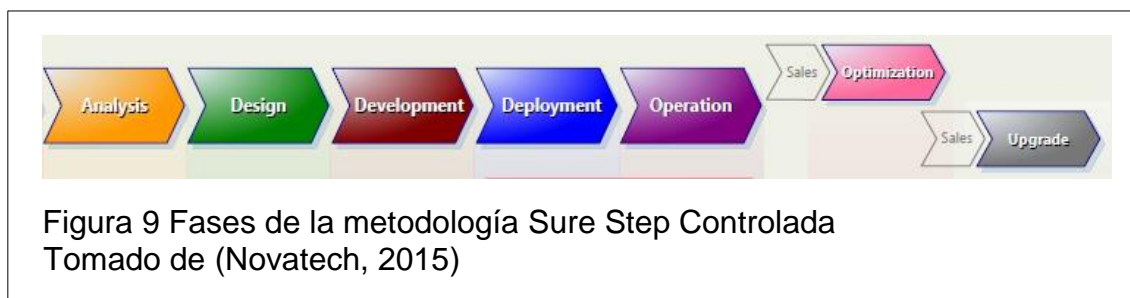 Analysis
Design
Development
Deployment
Operation
Sales
Optimization
Sales
Upgrade
Figura 9 Fases de la metodología Sure Step Controlada
Tomado de (Novatech, 2015)